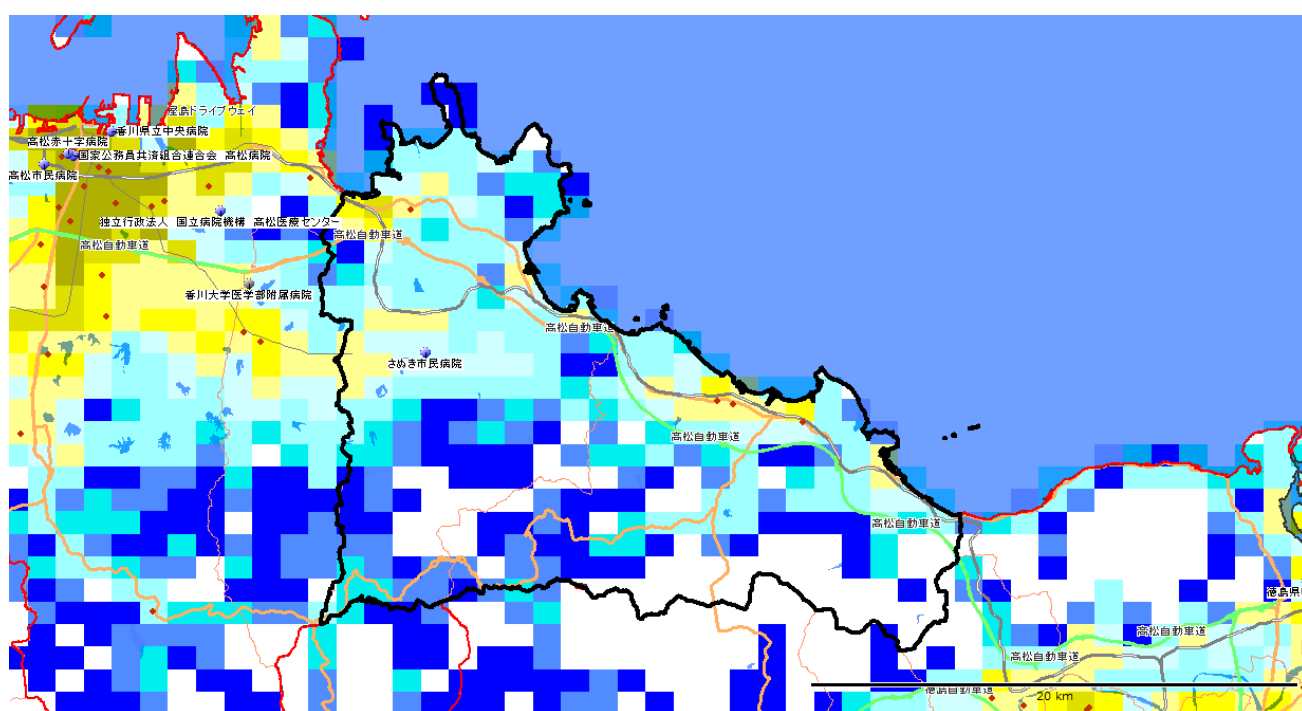 屋島ドライブウェイ
香川県立中央病院
高松赤十字病院
国家公務員共済組合連合会 高松病院
高松市民病院
独立行政法人 国立病院機構 高松医療センター
高松自動車道
高松自動車道
香川大学医学部附属病院
高松自動車道
さぬき市民病院
高松自動車道
高松自動車道
徳島県
高松自動車道
高松自動車道
徳島自動車道
20 km